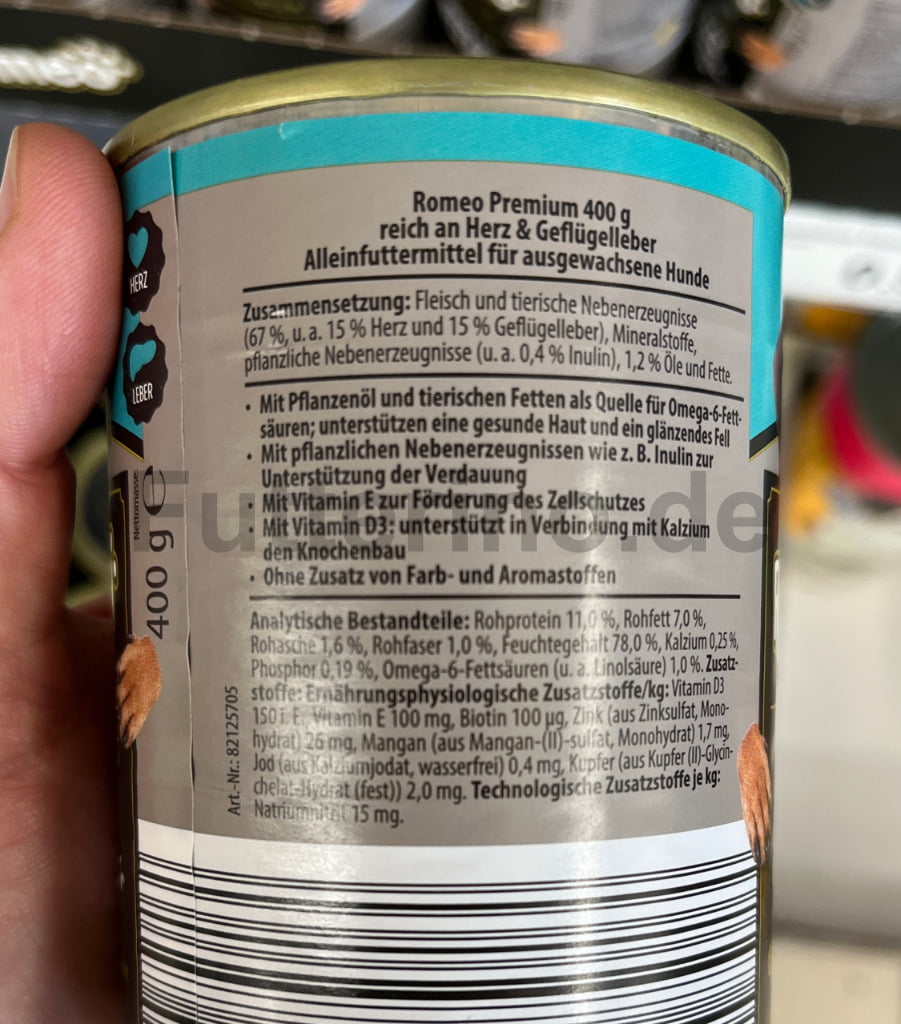 HERZ
LEBER
Nettomasse:
400 g e
Art.-Nr.: 82125705
Romeo Premium 400 g
reich an Herz & Geflügelleber
Alleinfuttermittel für ausgewachsene Hunde
Zusammensetzung: Fleisch und tierische Nebenerzeugnisse
(67 %, u. a. 15 % Herz und 15 % Geflügelleber), Mineralstoffe,
pflanzliche Nebenerzeugnisse (u. a. 0,4 % Inulin), 1,2 % Öle und Fette.
• Mit Pflanzenöl und tierischen Fetten als Quelle für Omega-6-Fett-
säuren; unterstützen eine gesunde Haut und ein glänzendes Fell
• Mit pflanzlichen Nebenerzeugnissen wie z. B. Inulin zur
Unterstützung der Verdauung
• Mit Vitamin E zur Förderung des Zellschutzes
• Mit Vitamin D3: unterstützt in Verbindung mit Kalzium
den Knochenbau
• Ohne Zusatz von Farb- und Aromastoffen
Analytische Bestandteile: Rohprotein 11,0 %, Rohfett 7,0 %,
Rohasche 1,6 %, Rohfaser 1,0 %, Feuchtegehalt 78,0 %, Kalzium 0,25 %,
Phosphor 0,19 %, Omega-6-Fettsäuren (u. a. Linolsäure) 1,0 %. Zusatz-
stoffe: Ernährungsphysiologische Zusatzstoffe/kg: Vitamin D3
150 I. E., Vitamin E 100 mg, Biotin 100 µg, Zink (aus Zinksulfat, Mono-
hydrat) 26 mg, Mangan (aus Mangan-(II)-sulfat, Monohydrat) 1,7 mg,
Jod (aus Kalziumjodat, wasserfrei) 0,4 mg, Kupfer (aus Kupfer (II)-Glycin-
chelat-Hydrat (fest)) 2,0 mg. Technologische Zusatzstoffe je kg:
Natriumnitrit 15 mg.